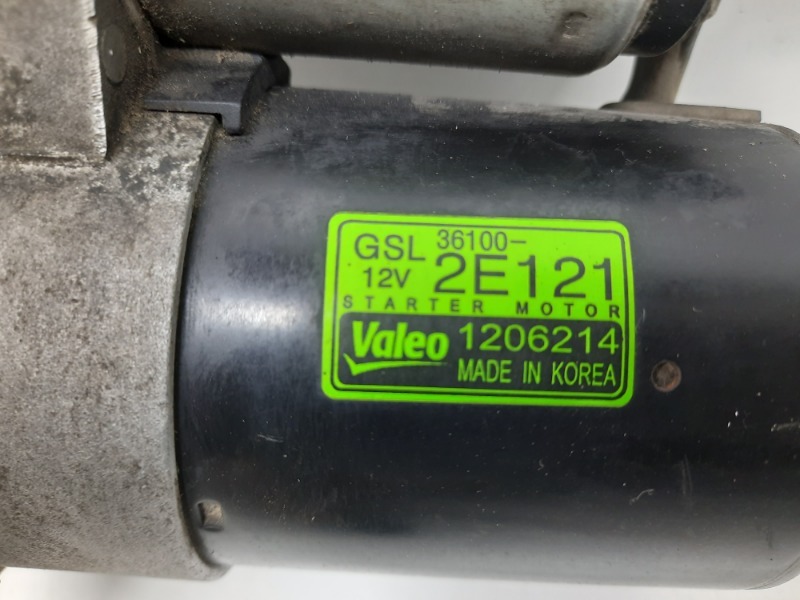 GSL 36100-
12V 2E121
STARTER MOTOR
Valeo 1206214
MADE IN KOREA